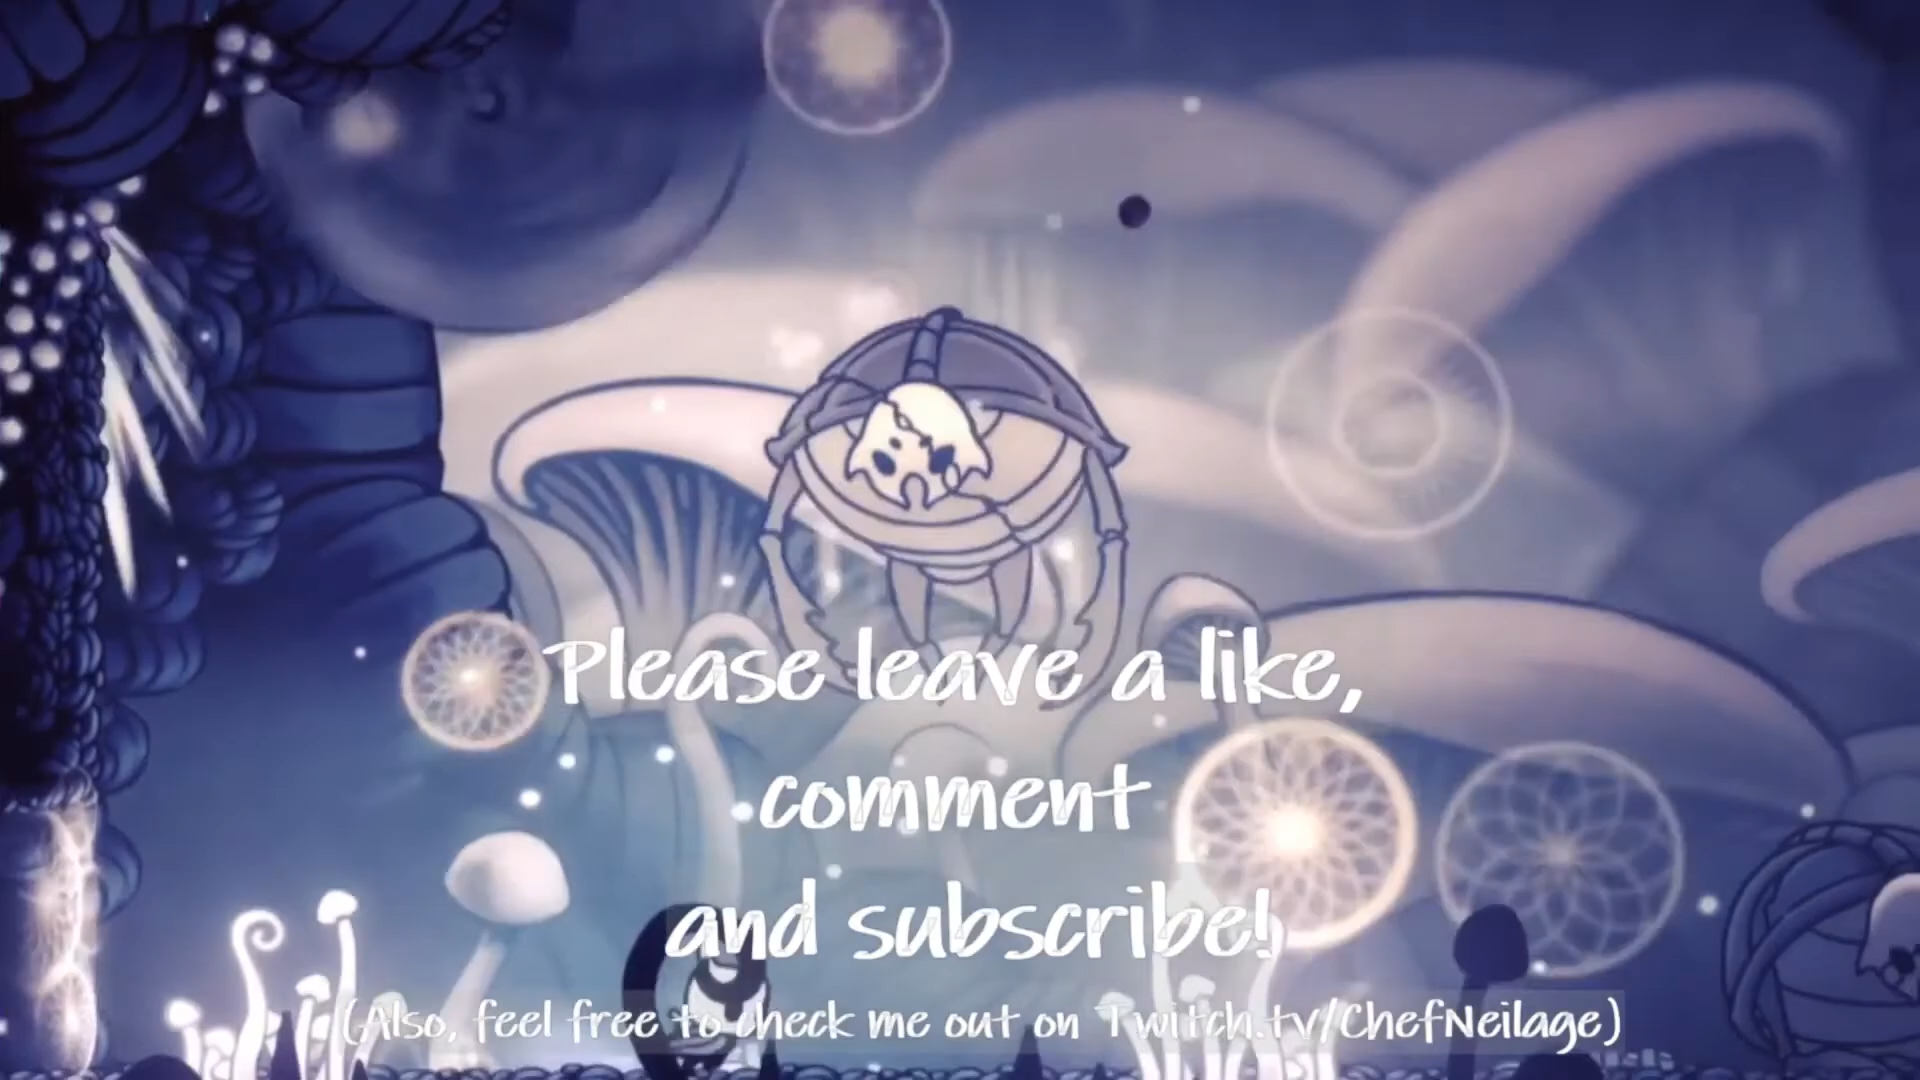 Please leave a like,
comment
and subscribe!
(Also, feel free to check me out on Twitch.tv/ChefNeilage)